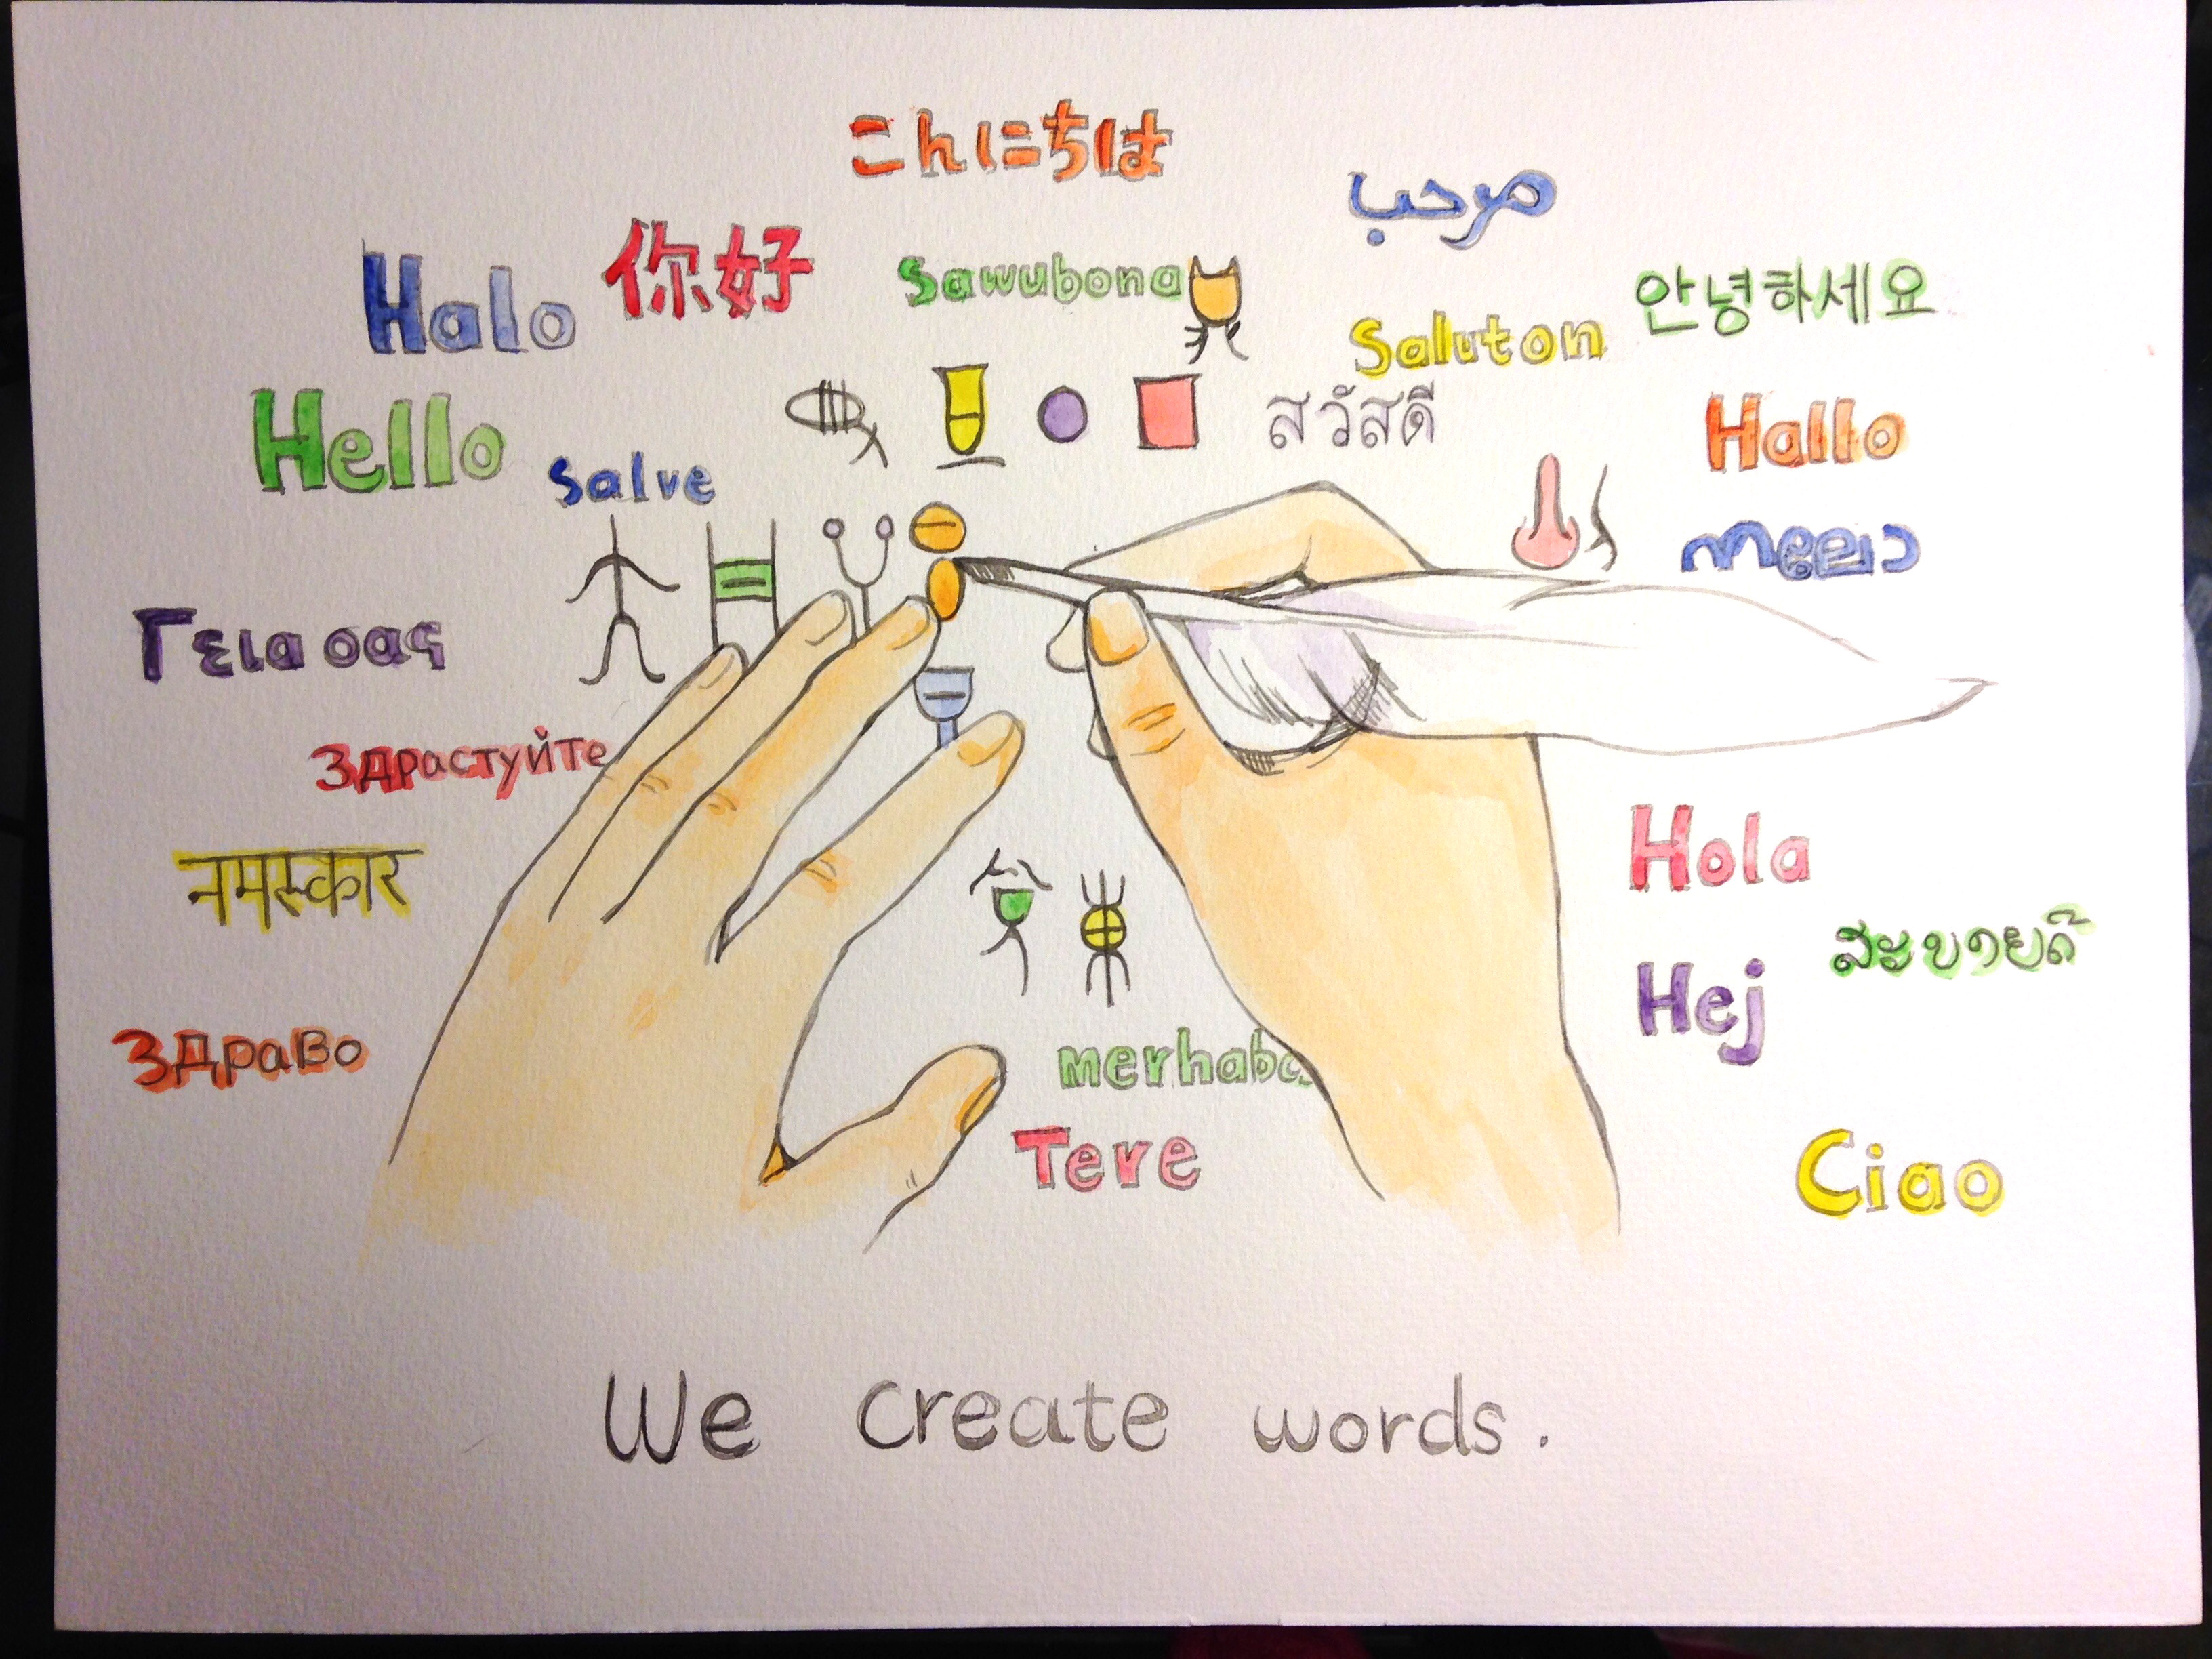 こんにちは
مرحب
Halo
你好
Sawubona
안녕하세요
Saluton
Hello
สวัสดี
Hallo
Salve
Γεια σας
Здрастуйте
नमस्कार
Hola
ສະບາຍດີ
Hej
Здраво
merhaba
Tere
Ciao
We create words.